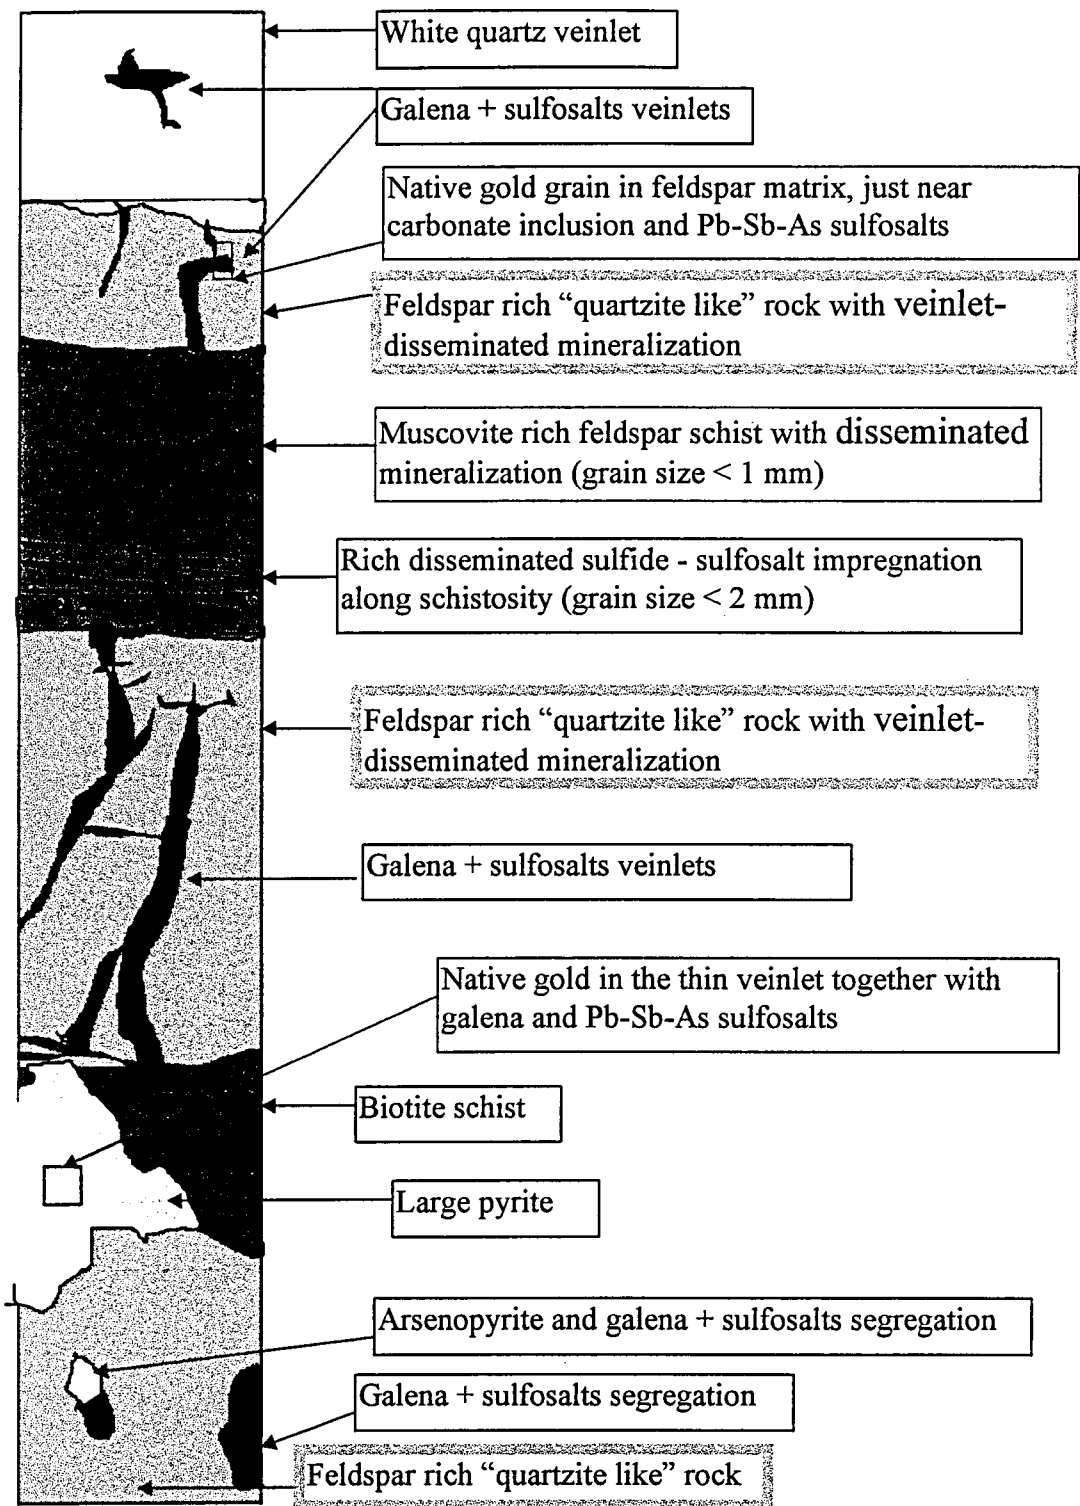 White quartz veinlet
Galena + sulfosalts veinlets
Native gold grain in feldspar matrix, just near
carbonate inclusion and Pb-Sb-As sulfosalts
Feldspar rich “quartzite like” rock with veinlet-
disseminated mineralization
Muscovite rich feldspar schist with disseminated
mineralization (grain size < 1 mm)
Rich disseminated sulfide - sulfosalt impregnation
along schistosity (grain size < 2 mm)
Feldspar rich “quartzite like” rock with veinlet-
disseminated mineralization
Galena + sulfosalts veinlets
Native gold in the thin veinlet together with
galena and Pb-Sb-As sulfosalts
Biotite schist
Large pyrite
Arsenopyrite and galena + sulfosalts segregation
Galena + sulfosalts segregation
Feldspar rich “quartzite like” rock